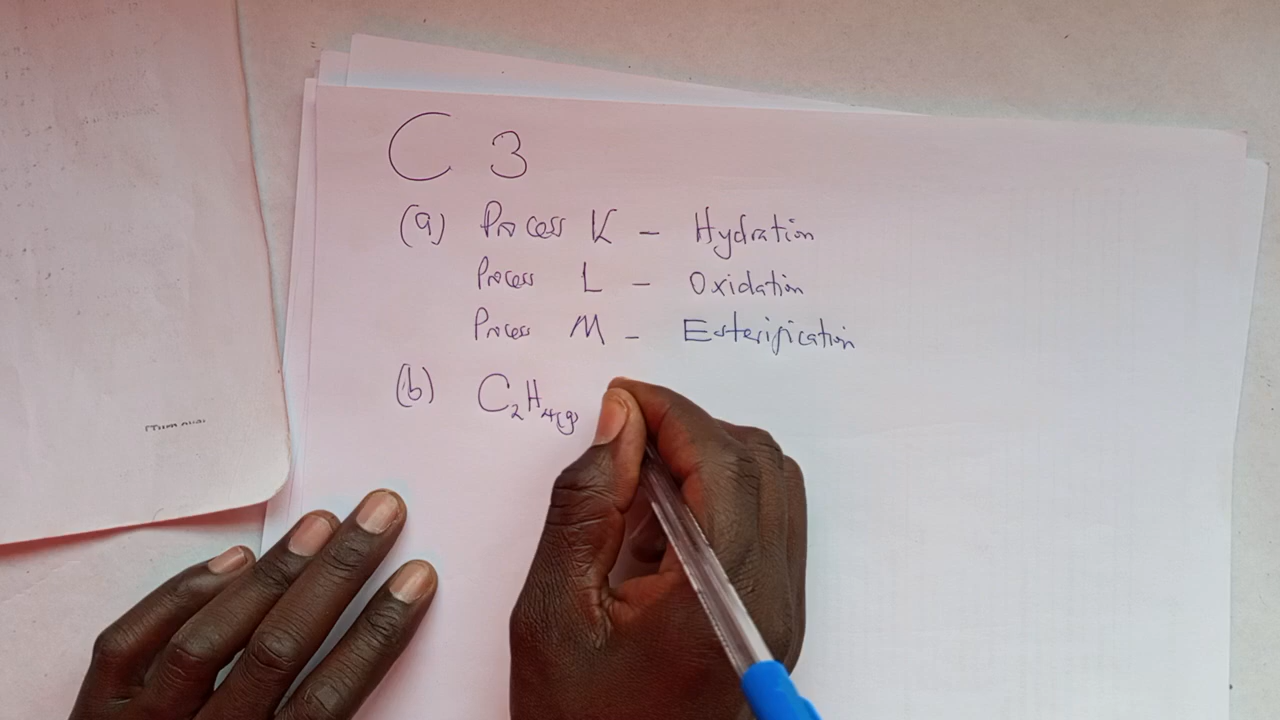 C 3
(a) Process K - Hydration
Process L - Oxidation
Process M - Esterification
(b) C₂H₄(g)